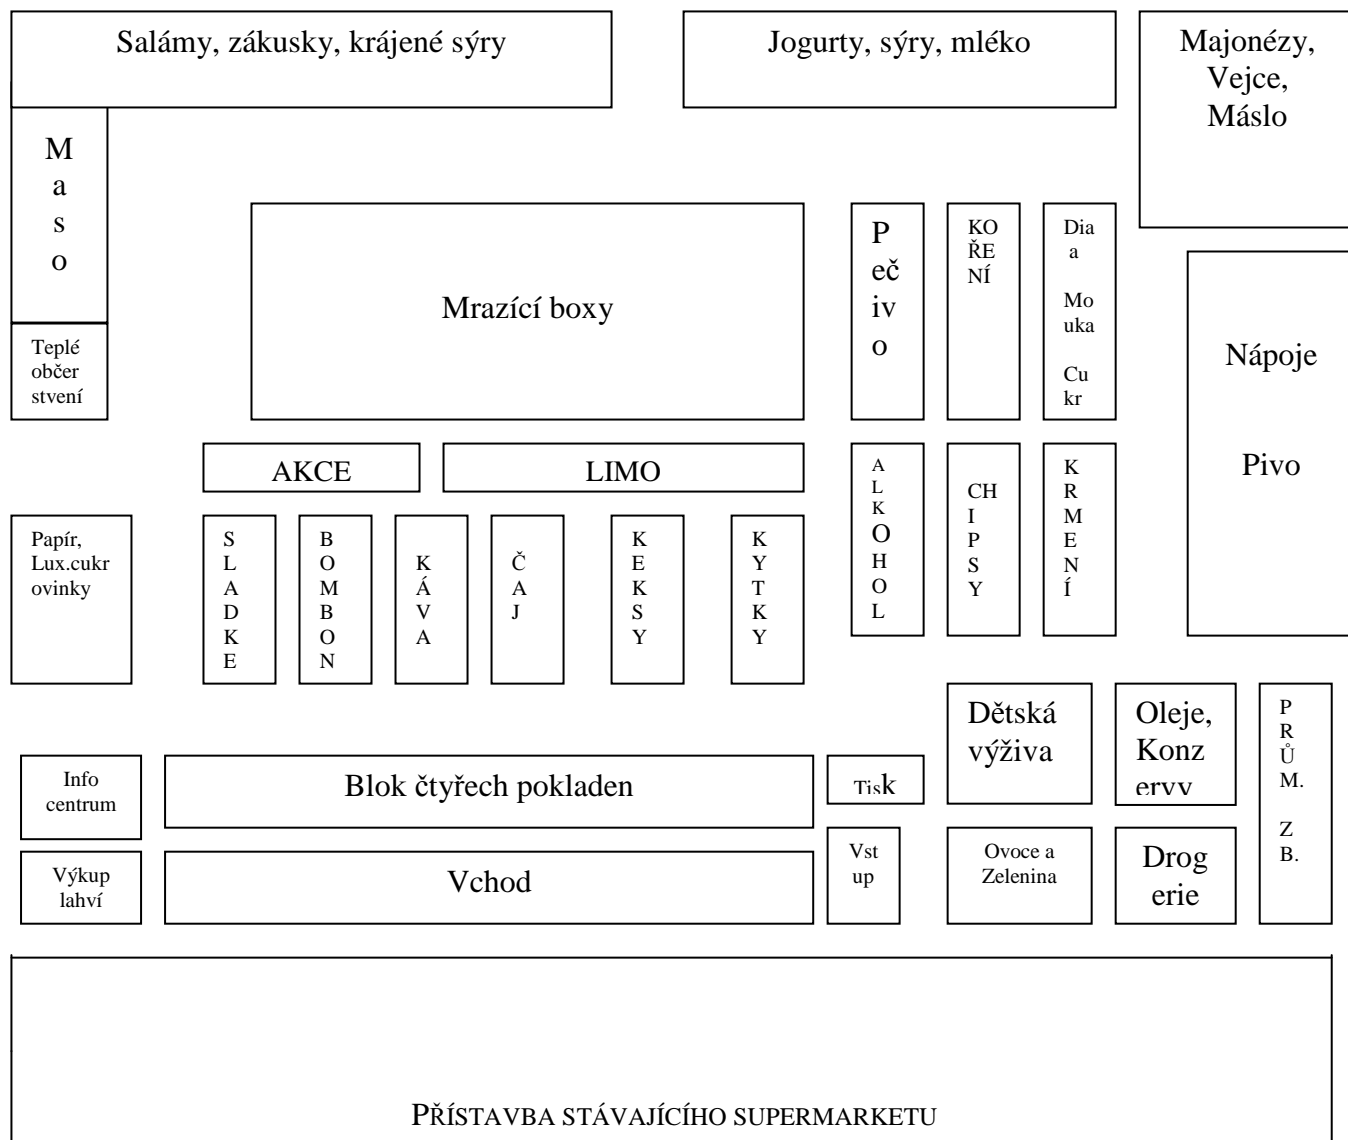 Salámy, zákusky, krájené sýry
Jogurty, sýry, mléko
Majonézy,
Vejce,
Máslo
M
a
s
o
Teplé
občer
stvení
Mrazící boxy
P
eč
iv
o
KO
ŘE
NÍ
Dia
a
Mo
uka
Cu
kr
Nápoje
Pivo
AKCE
LIMO
A
L
K
O
H
O
L
CH
I
P
S
Y
K
R
M
E
N
Í
Papír,
Lux.cukr
ovinky
S
L
A
D
K
E
B
O
M
B
O
N
K
Á
V
A
Č
A
J
K
E
K
S
Y
K
Y
T
K
Y
Dětská
výživa
Oleje,
Konz
ervy
P
R
Ů
M.
Z
B.
Info
centrum
Blok čtyřech pokladen
Tisk
Výkup
lahví
Vchod
Vst
up
Ovoce a
Zelenina
Drog
erie
PŘÍSTAVBA STÁVAJÍCÍHO SUPERMARKETU